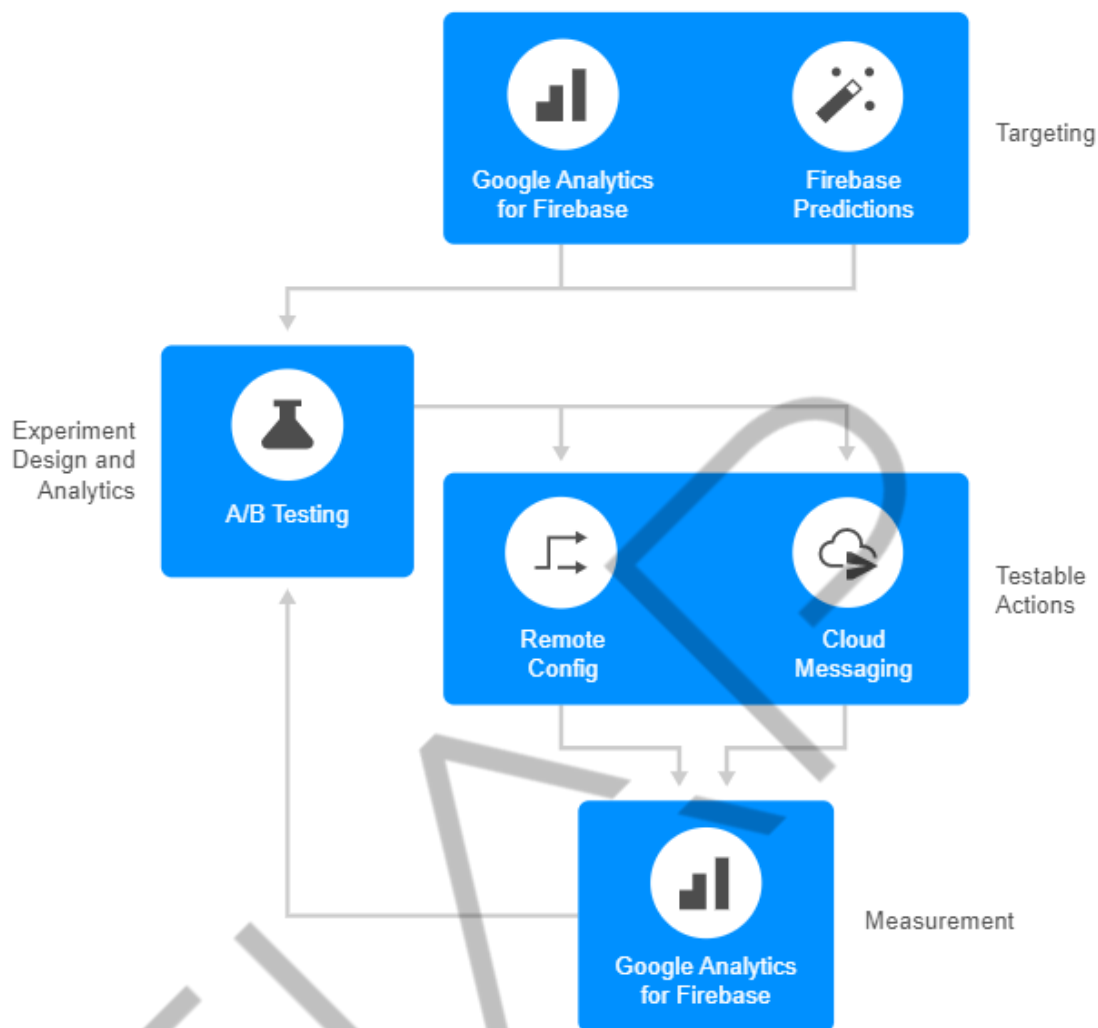 Google Analytics
for Firebase
Firebase
Predictions
Targeting
Experiment
Design and
Analytics
A/B Testing
Remote
Config
Cloud
Messaging
Testable
Actions
Measurement
Google Analytics
for Firebase